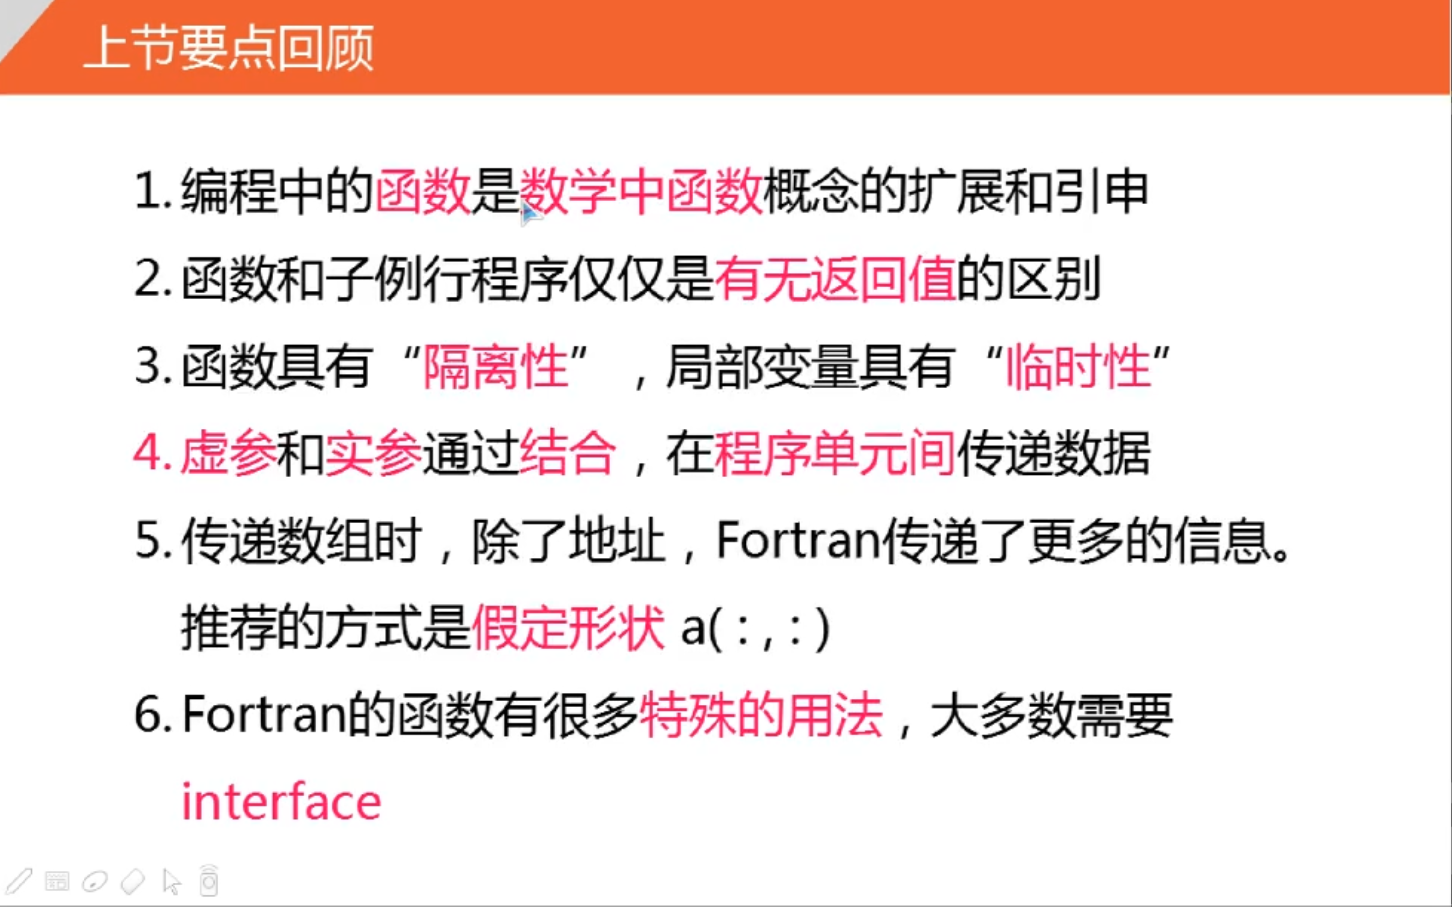 上节要点回顾
1. 编程中的函数是数学中函数概念的扩展和引申
2. 函数和子例行程序仅仅是有无返回值的区别
3. 函数具有“隔离性”，局部变量具有“临时性”
4. 虚参和实参通过结合，在程序单元间传递数据
5. 传递数组时，除了地址，Fortran传递了更多的信息。
推荐的方式是假定形状 a( : , : )
6. Fortran的函数有很多特殊的用法，大多数需要
interface